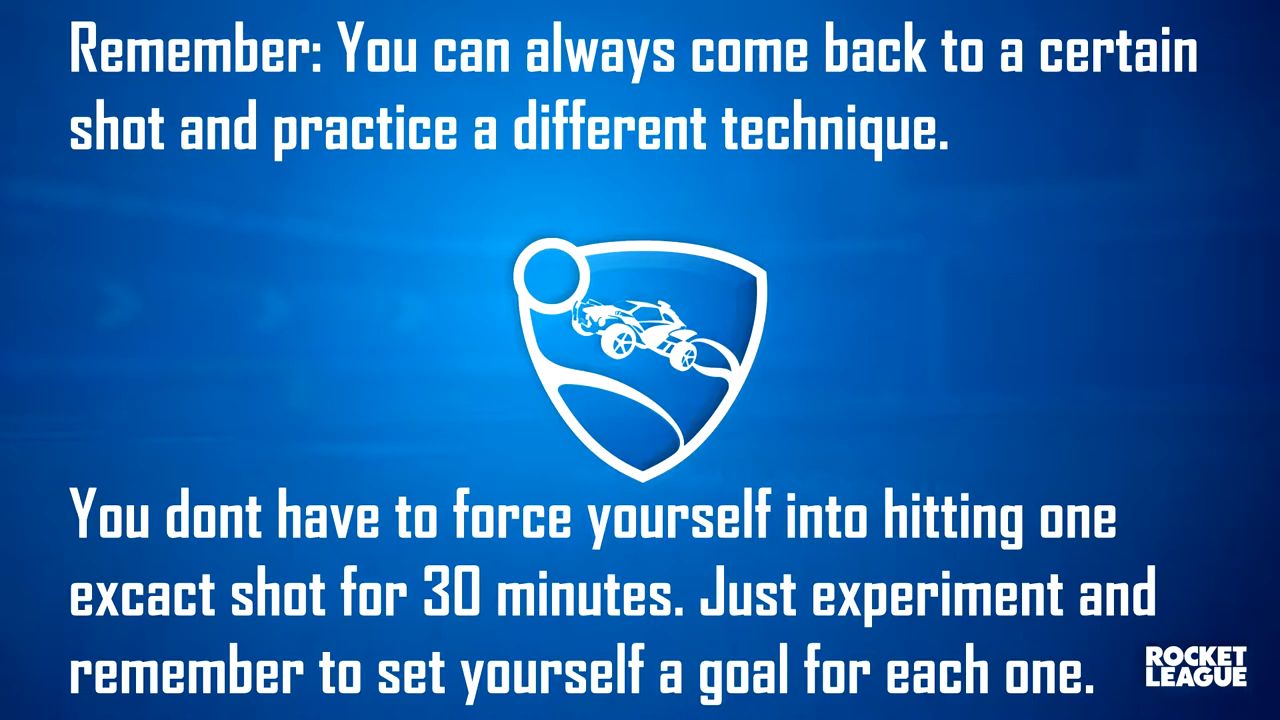 Remember: You can always come back to a certain
shot and practice a different technique.
You dont have to force yourself into hitting one
excact shot for 30 minutes. Just experiment and
remember to set yourself a goal for each one.
ROCKET
LEAGUE